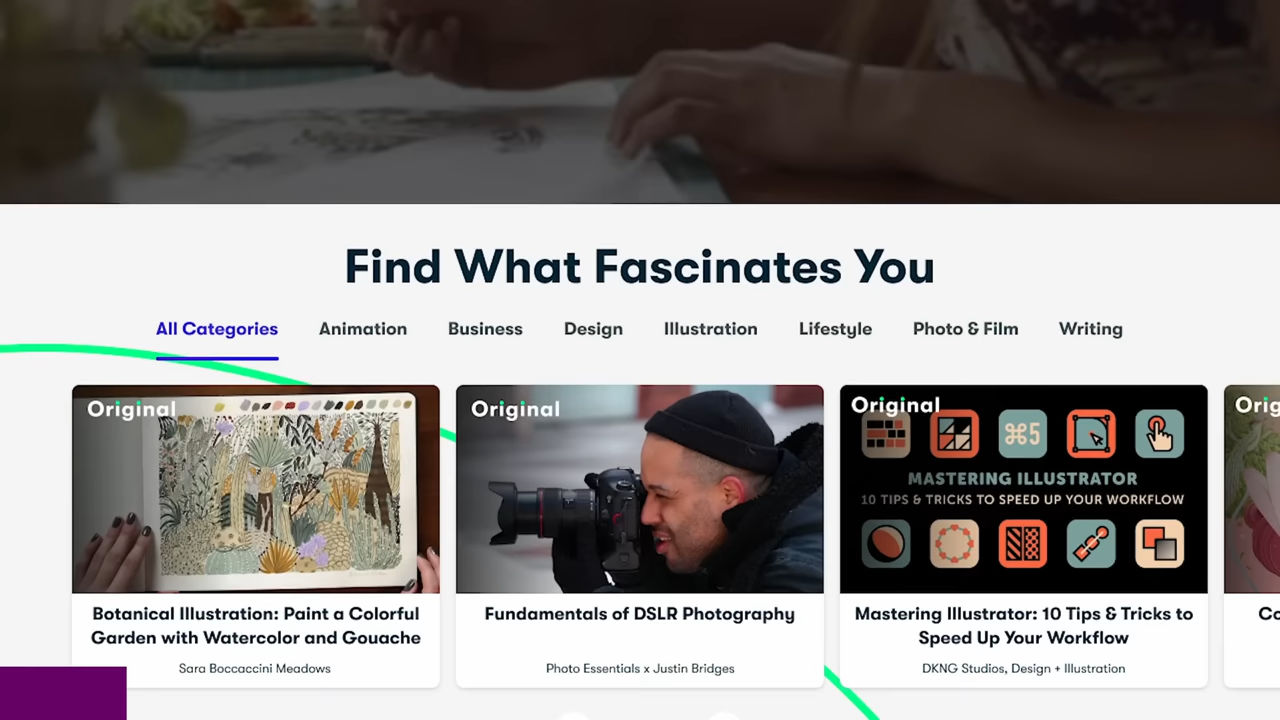 Find What Fascinates You
All Categories Animation Business Design Illustration Lifestyle Photo & Film Writing
Original
Botanical Illustration: Paint a Colorful
Garden with Watercolor and Gouache
Sara Boccaccini Meadows
Original
Fundamentals of DSLR Photography
Photo Essentials x Justin Bridges
Original
⌘5
MASTERING ILLUSTRATOR
10 TIPS & TRICKS TO SPEED UP YOUR WORKFLOW
Mastering Illustrator: 10 Tips & Tricks to
Speed Up Your Workflow
DKNG Studios, Design + Illustration
Orig
Co